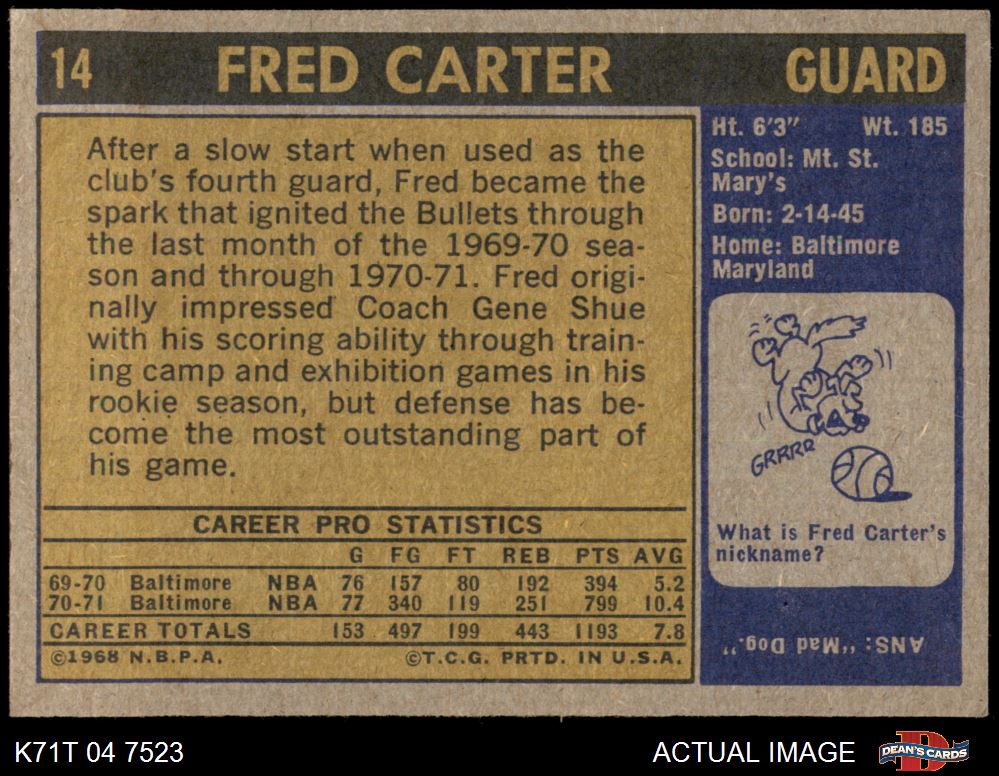 14 FRED CARTER GUARD
After a slow start when used as the
club's fourth guard, Fred became the
spark that ignited the Bullets through
the last month of the 1969-70 sea-
son and through 1970-71. Fred origi-
nally impressed Coach Gene Shue
with his scoring ability through train-
ing camp and exhibition games in his
rookie season, but defense has be-
come the most outstanding part of
his game.
CAREER PRO STATISTICS
G FG FT REB PTS AVG
69-70 Baltimore NBA 76 157 80 192 394 5.2
70-71 Baltimore NBA 77 340 119 251 799 10.4
CAREER TOTALS 153 497 199 443 1193 7.8
©1968 N.B.P.A. ©T.C.G. PRTD. IN U.S.A.
Ht. 6'3" Wt. 185
School: Mt. St.
Mary's
Born: 2-14-45
Home: Baltimore
Maryland
GRRRR
What is Fred Carter's
nickname?
ANS: "Mad Dog."
K71T 04 7523 ACTUAL IMAGE DEAN'S CARDS